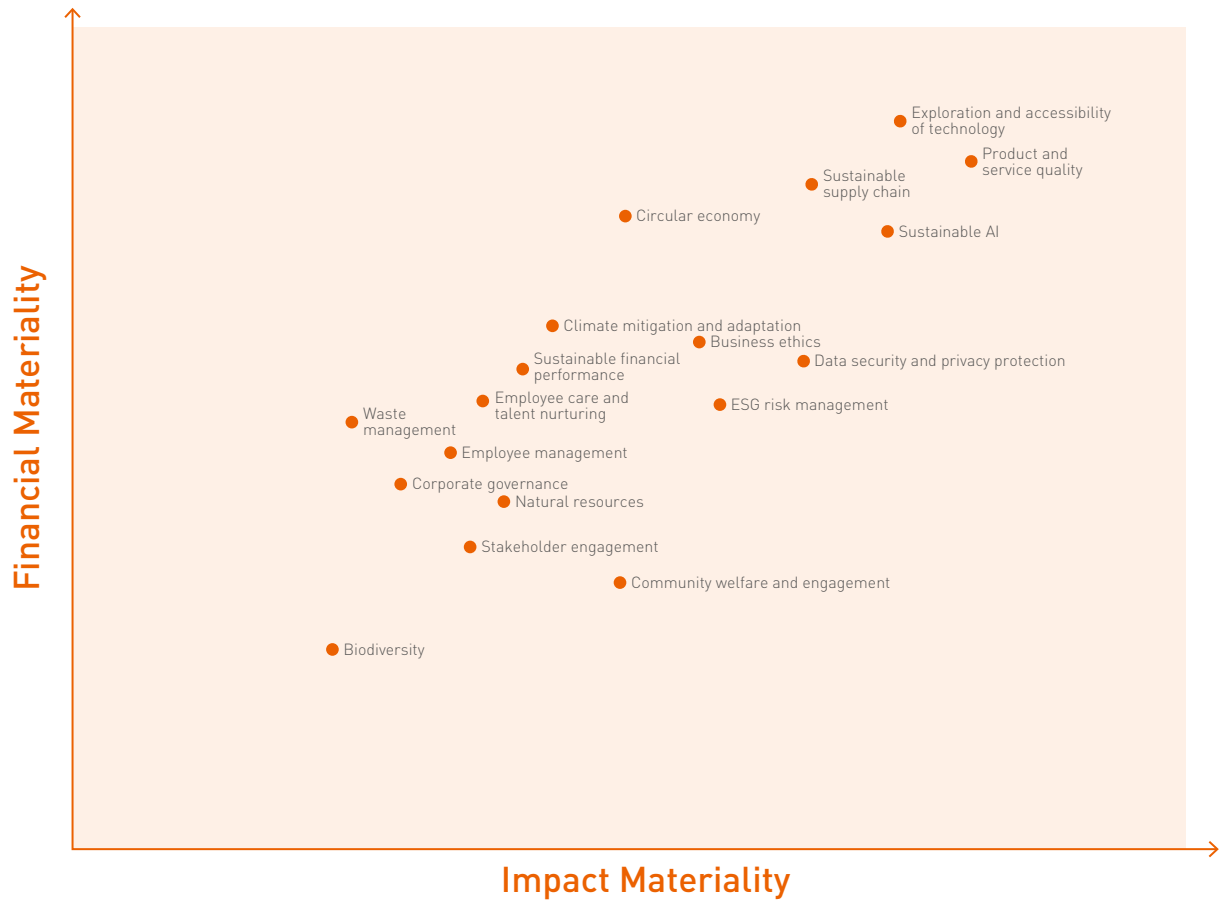 Exploration and accessibility
of technology
Product and
service quality
Sustainable
supply chain
Circular economy
Sustainable AI
Climate mitigation and adaptation
Business ethics
Sustainable financial
performance
Data security and privacy protection
Employee care and
talent nurturing
ESG risk management
Waste
management
Employee management
Corporate governance
Natural resources
Stakeholder engagement
Community welfare and engagement
Biodiversity
Financial Materiality
Impact Materiality